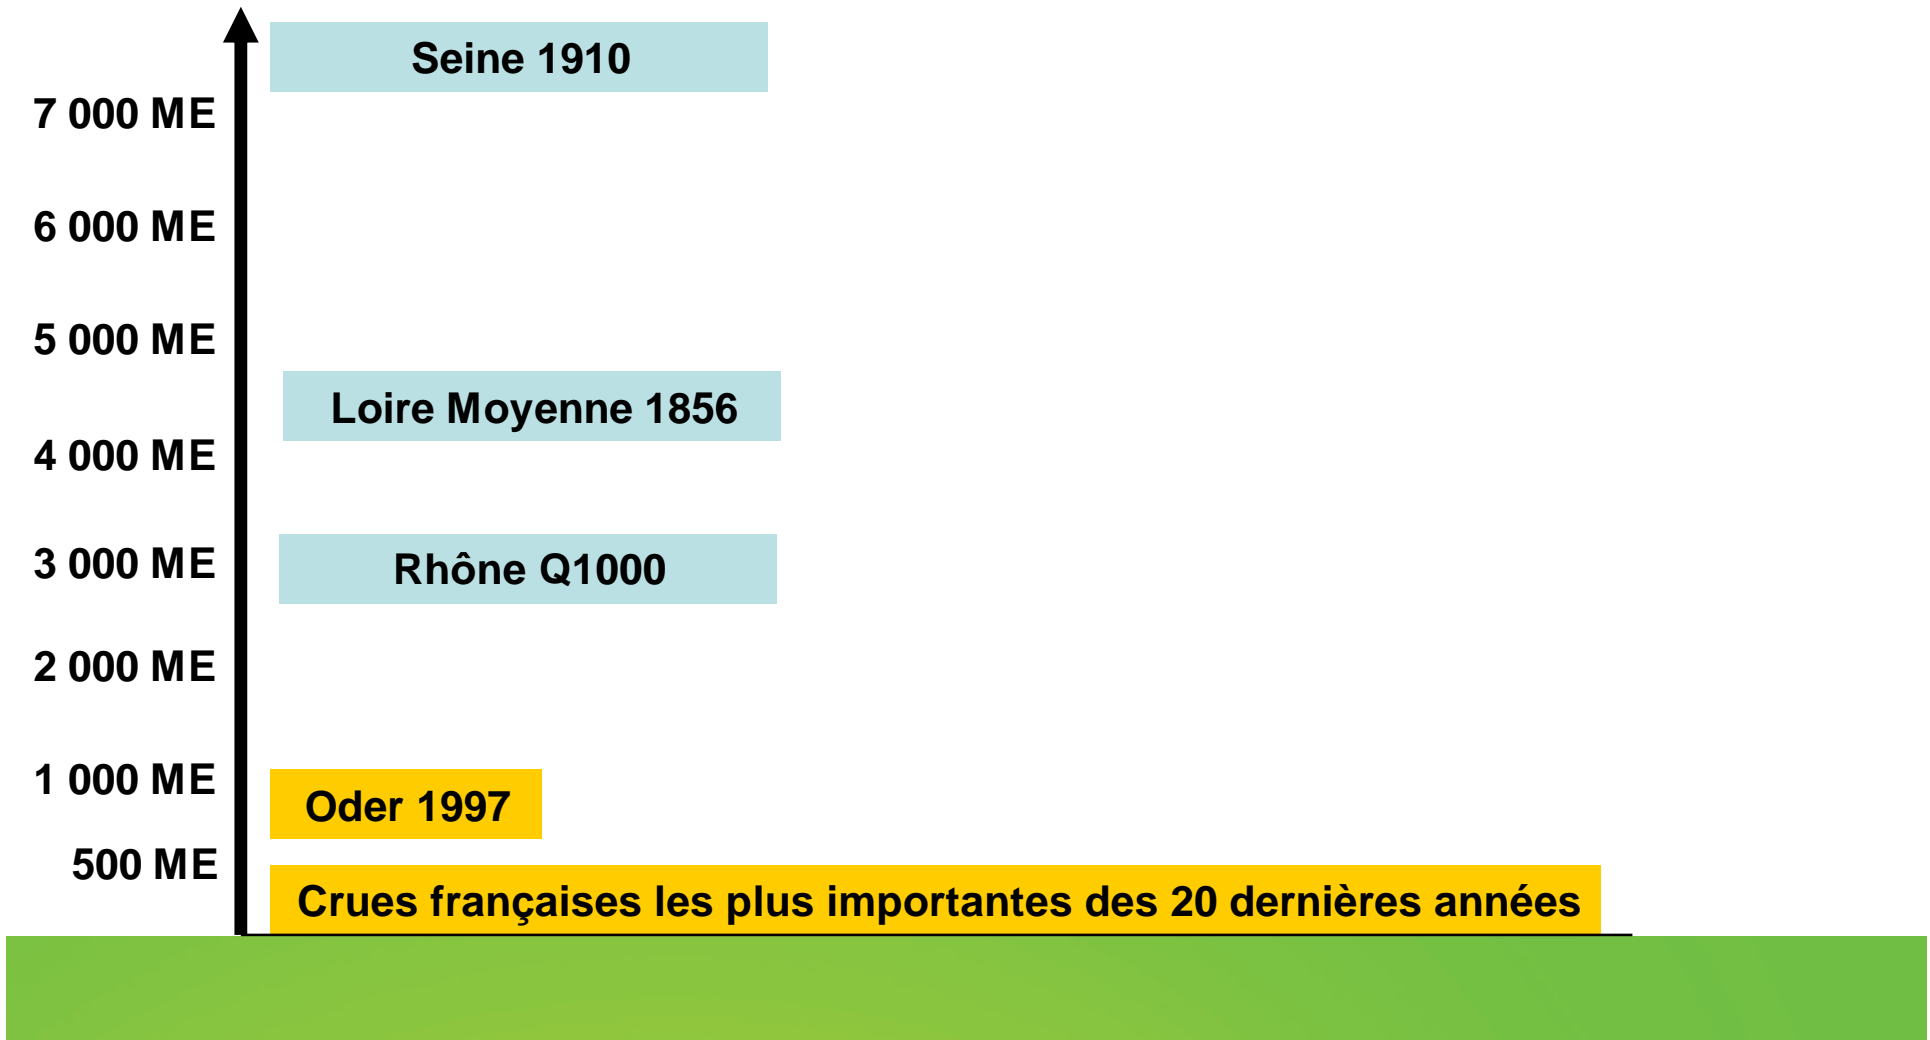 Seine 1910
7 000 ME
6 000 ME
5 000 ME
Loire Moyenne 1856
4 000 ME
3 000 ME
Rhône Q1000
2 000 ME
1 000 ME
Oder 1997
500 ME
Crues françaises les plus importantes des 20 dernières années